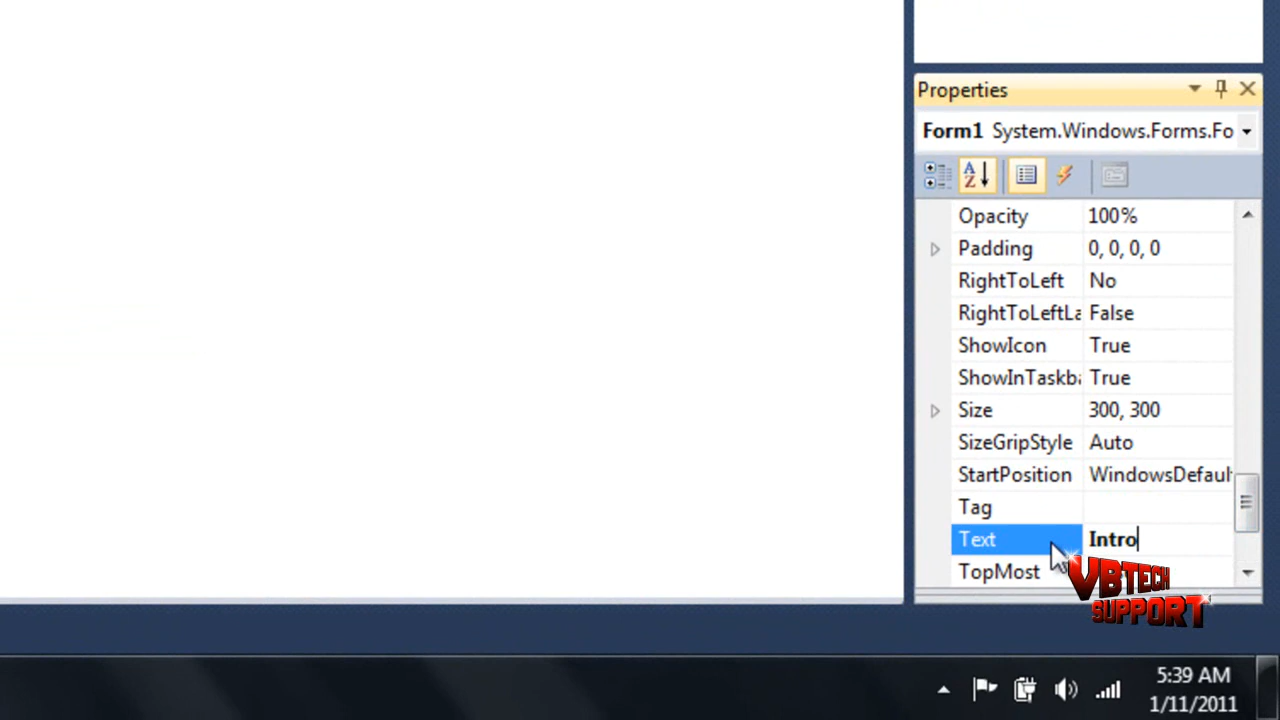 Properties
Form1 System.Windows.Forms.Fo
Opacity 100%
Padding 0, 0, 0, 0
RightToLeft No
RightToLeftLa False
ShowIcon True
ShowInTaskba True
Size 300, 300
SizeGripStyle Auto
StartPosition WindowsDefaul
Tag
Text Intro
TopMost
VBTECH
SUPPORT
5:39 AM
1/11/2011